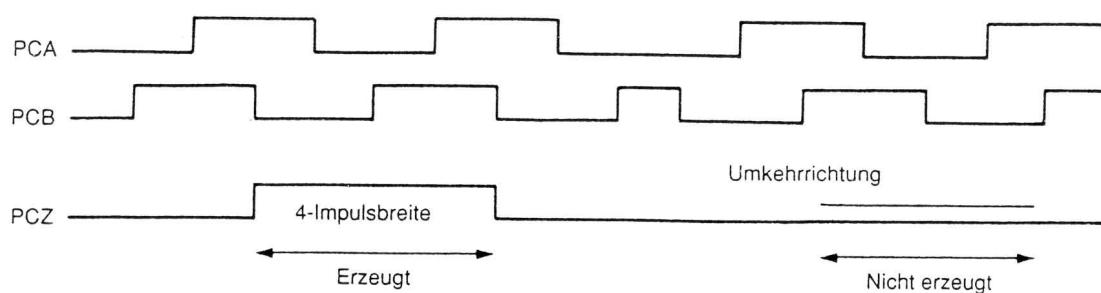 PCA
PCB
Umkehrrichtung
PCZ
4-Impulsbreite
Erzeugt
Nicht erzeugt